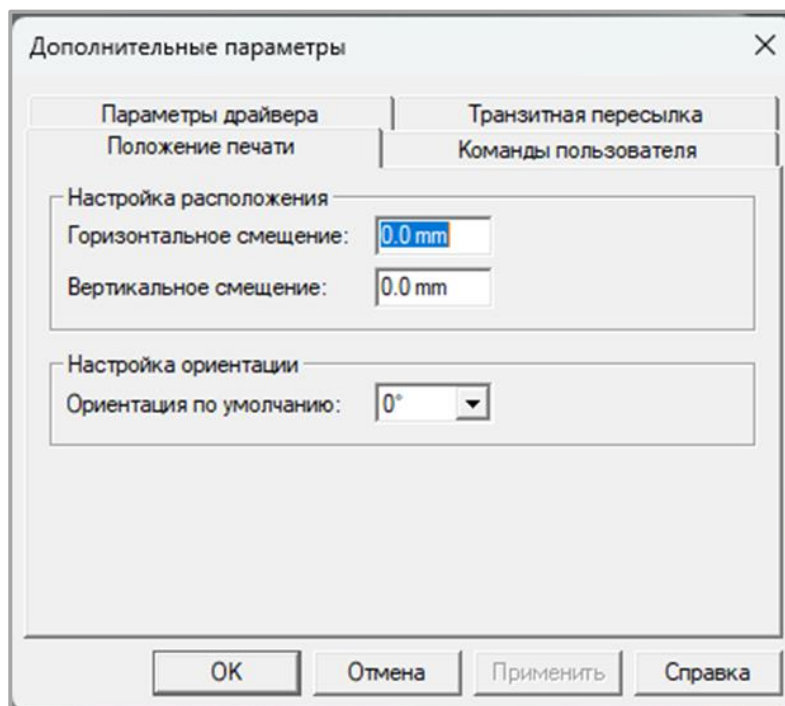 Дополнительные параметры
Параметры драйвера Транзитная пересылка
Положение печати Команды пользователя
Настройка расположения
Горизонтальное смещение: 0.0 mm
Вертикальное смещение: 0.0 mm
Настройка ориентации
Ориентация по умолчанию: 0°
OK Отмена Применить Справка